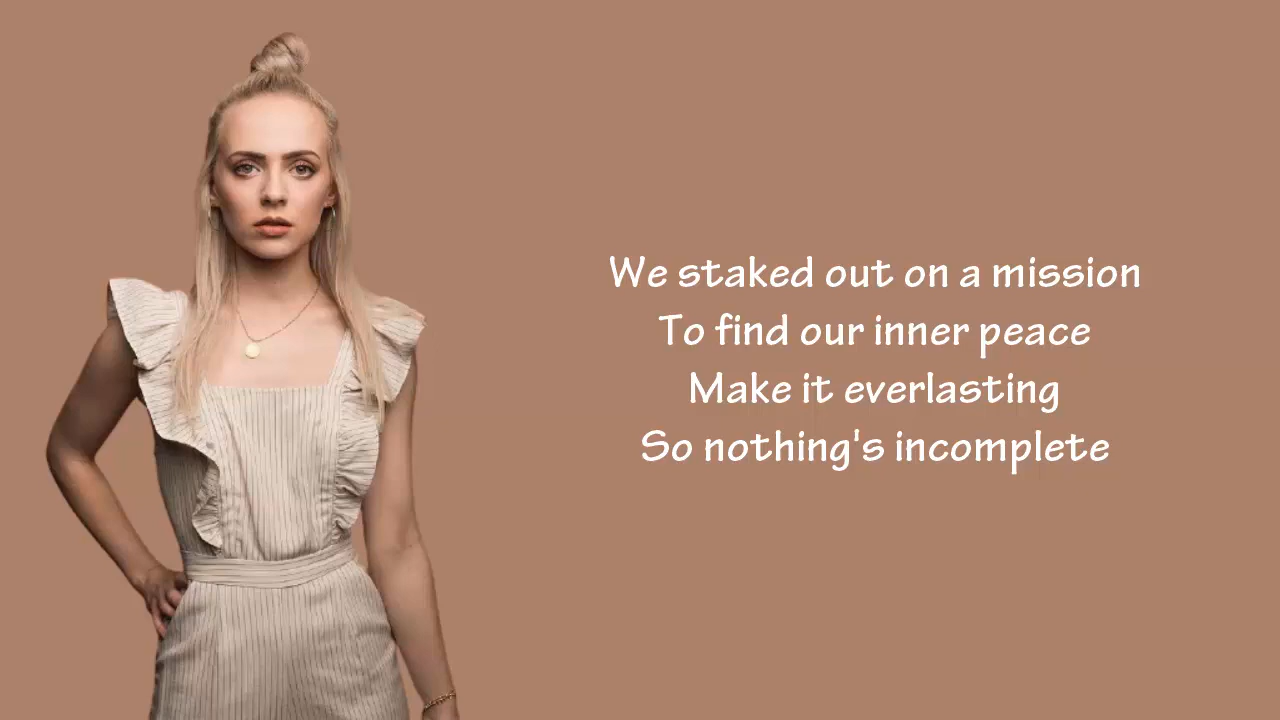 We staked out on a mission
To find our inner peace
Make it everlasting
So nothing's incomplete